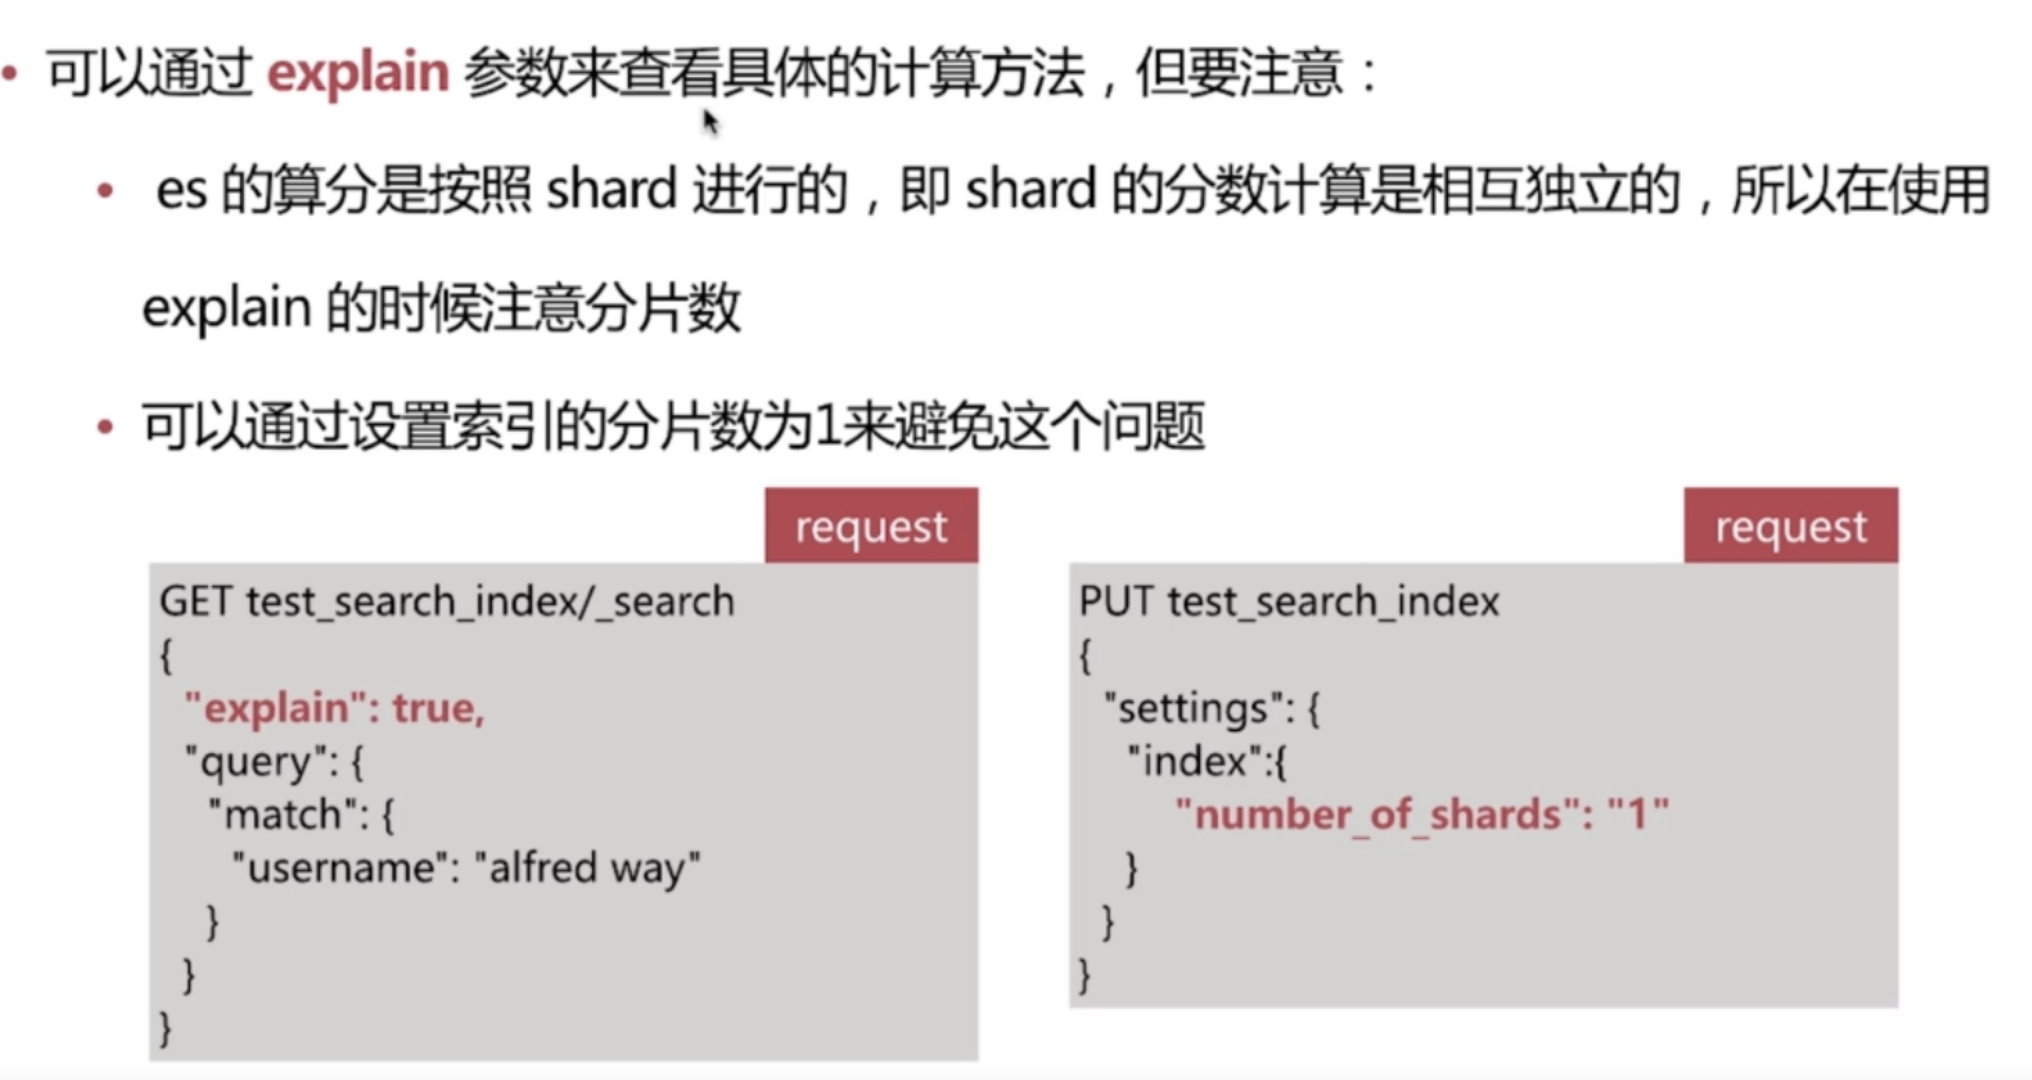 • 可以通过 explain 参数来查看具体的计算方法，但要注意：
• es 的算分是按照 shard 进行的，即 shard 的分数计算是相互独立的，所以在使用
explain 的时候注意分片数
• 可以通过设置索引的分片数为1来避免这个问题
request
GET test_search_index/_search
{
"explain": true,
"query": {
"match": {
"username": "alfred way"
}
}
}
request
PUT test_search_index
{
"settings": {
"index":{
"number_of_shards": "1"
}
}
}